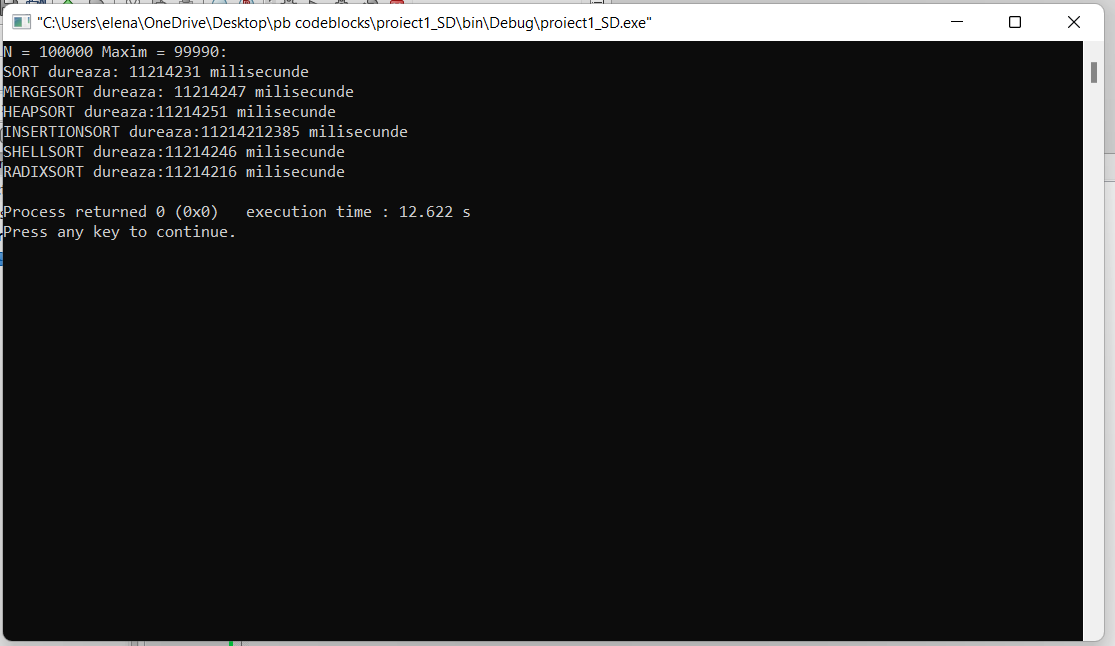 "C:\Users\elena\OneDrive\Desktop\pb codeblocks\proiect1_SD\bin\Debug\proiect1_SD.exe"
N = 100000 Maxim = 99990:
SORT dureaza: 11214231 milisecunde
MERGESORT dureaza: 11214247 milisecunde
HEAPSORT dureaza:11214251 milisecunde
INSERTIONSORT dureaza:11214212385 milisecunde
SHELLSORT dureaza:11214246 milisecunde
RADIXSORT dureaza:11214216 milisecunde
Process returned 0 (0x0)   execution time : 12.622 s
Press any key to continue.